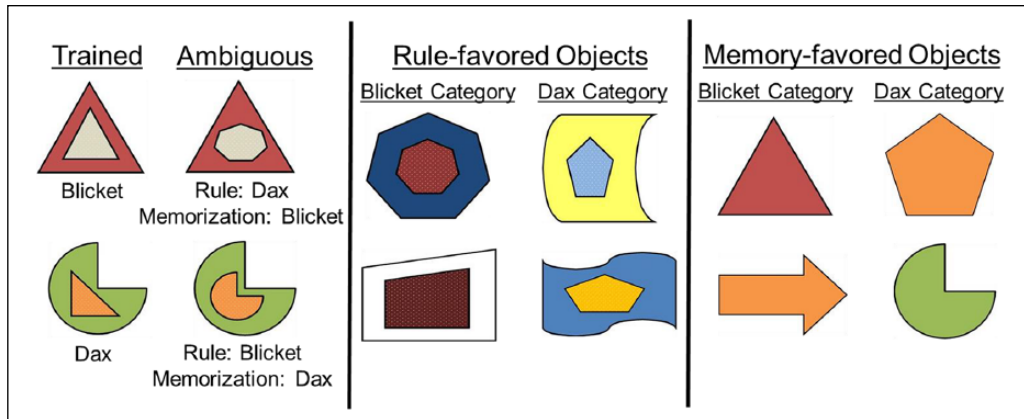 Trained
Ambiguous
Blicket
Rule: Dax
Memorization: Blicket
Dax
Rule: Blicket
Memorization: Dax
Rule-favored Objects
Blicket Category
Dax Category
Memory-favored Objects
Blicket Category
Dax Category